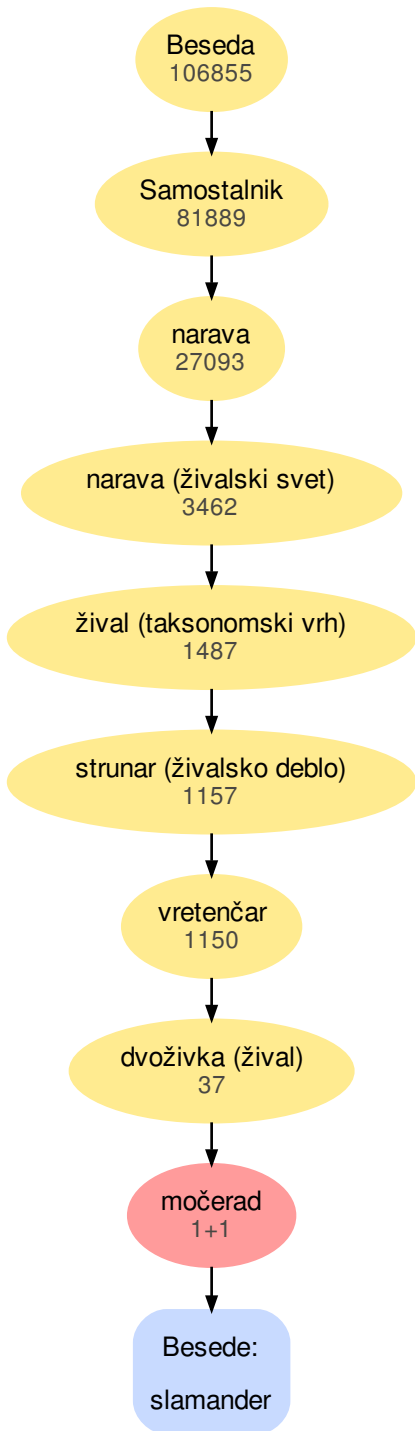 Beseda
106855
Samostalnik
81889
narava
27093
narava (živalski svet)
3462
žival (taksonomski vrh)
1487
strunar (živalsko deblo)
1157
vretenčar
1150
dvoživka (žival)
37
močerad
1+1
Besede:
slamander